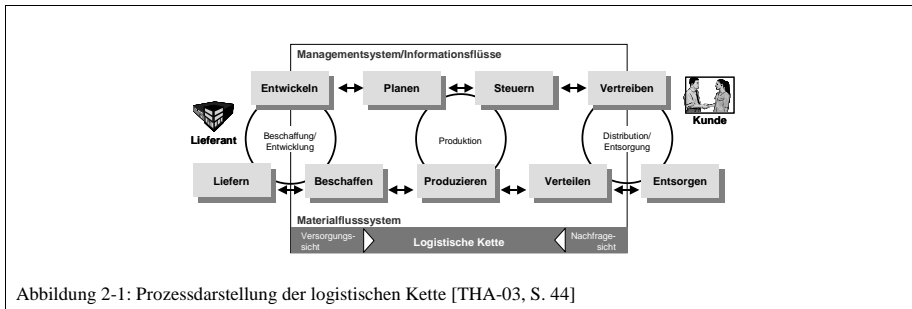 Managementsystem/Informationsflüsse
Entwickeln
Planen
Steuern
Vertreiben
Lieferant
Kunde
Beschaffung/
Entwicklung
Produktion
Distribution/
Entsorgung
Liefern
Beschaffen
Produzieren
Verteilen
Entsorgen
Materialflusssystem
Versorgungs-
sicht
Logistische Kette
Nachfrage-
sicht
Abbildung 2-1: Prozessdarstellung der logistischen Kette [THA-03, S. 44]